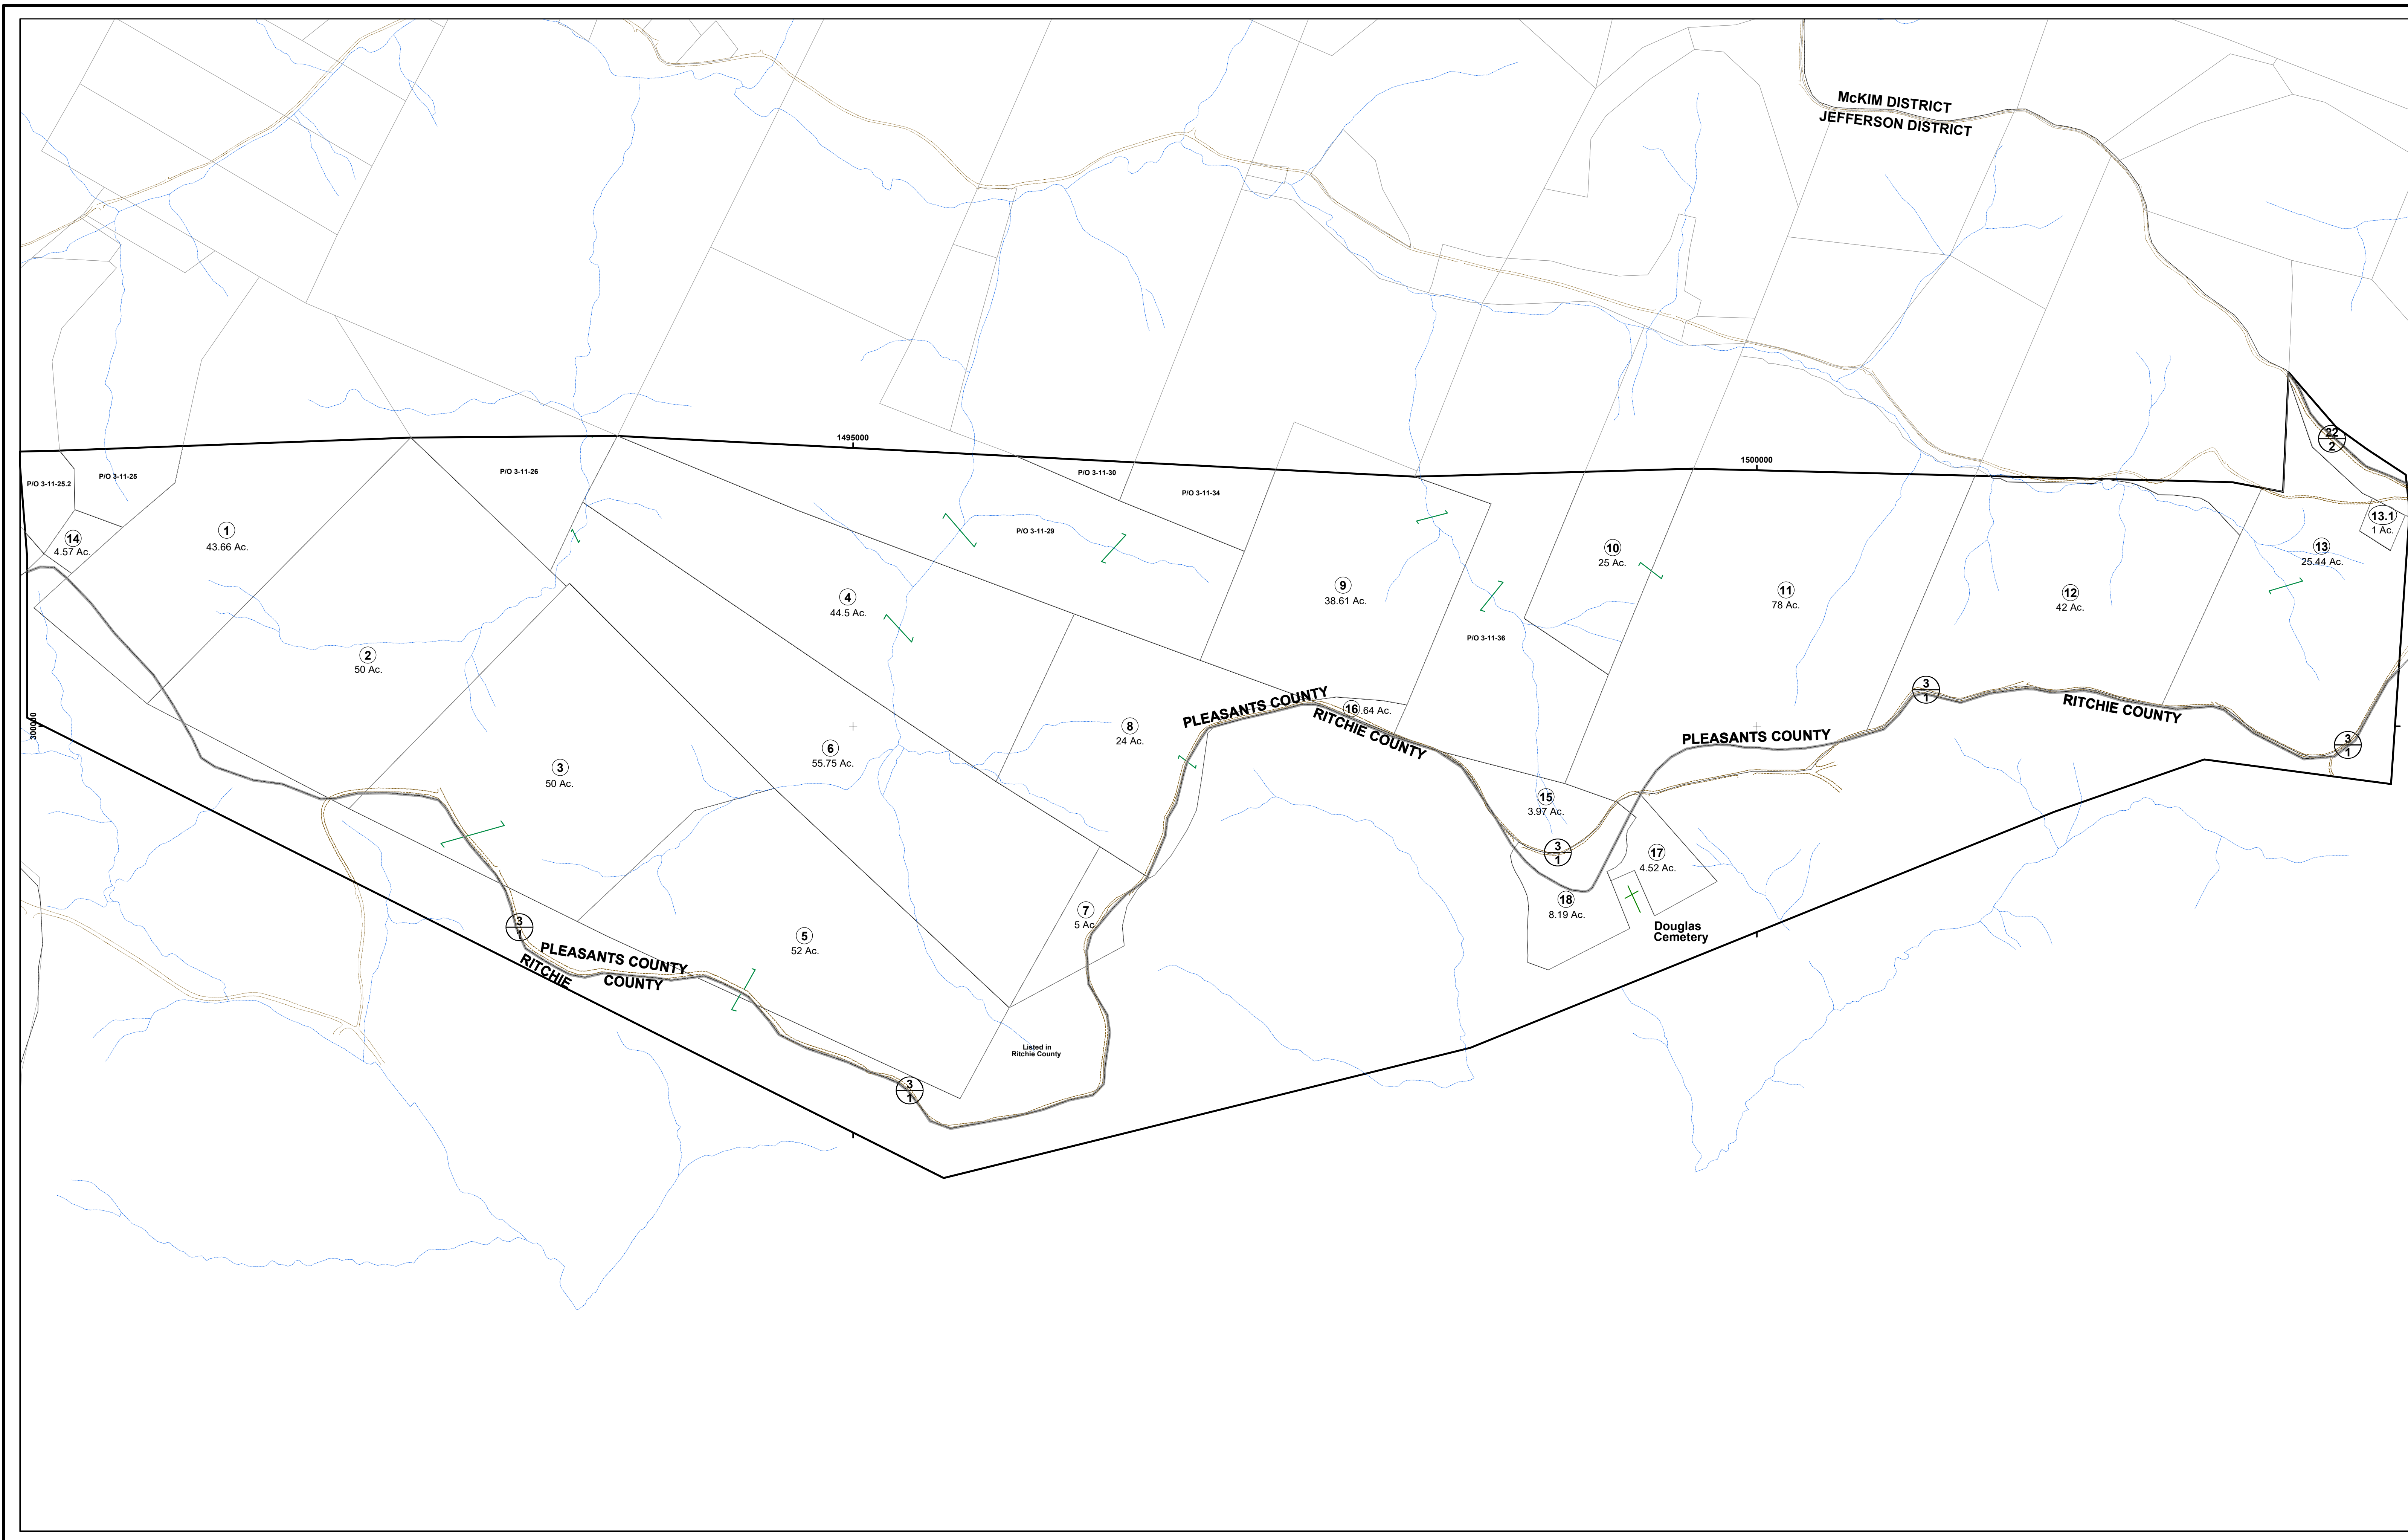 McKIM DISTRICT
JEFFERSON DISTRICT
1495000
22
2
1500000
P/O 3-11-26
P/O 3-11-30
P/O 3-11-25
P/O 3-11-25.2
P/O 3-11-34
13.1
1 Ac.
1
43.66 Ac.
P/O 3-11-29
14
4.57 Ac.
10
25 Ac.
13
25.44 Ac.
9
38.61 Ac.
11
78 Ac.
12
42 Ac.
4
44.5 Ac.
P/O 3-11-36
2
50 Ac.
3
1
PLEASANTS COUNTY
16
.64 Ac.
RITCHIE COUNTY
RITCHIE COUNTY
300000
8
24 Ac.
PLEASANTS COUNTY
3
1
6
55.75 Ac.
3
50 Ac.
15
3.97 Ac.
3
1
17
4.52 Ac.
18
8.19 Ac.
7
5 Ac.
Douglas
Cemetery
3
1
5
52 Ac.
PLEASANTS COUNTY
RITCHIE COUNTY
Listed in
Ritchie County
3
1